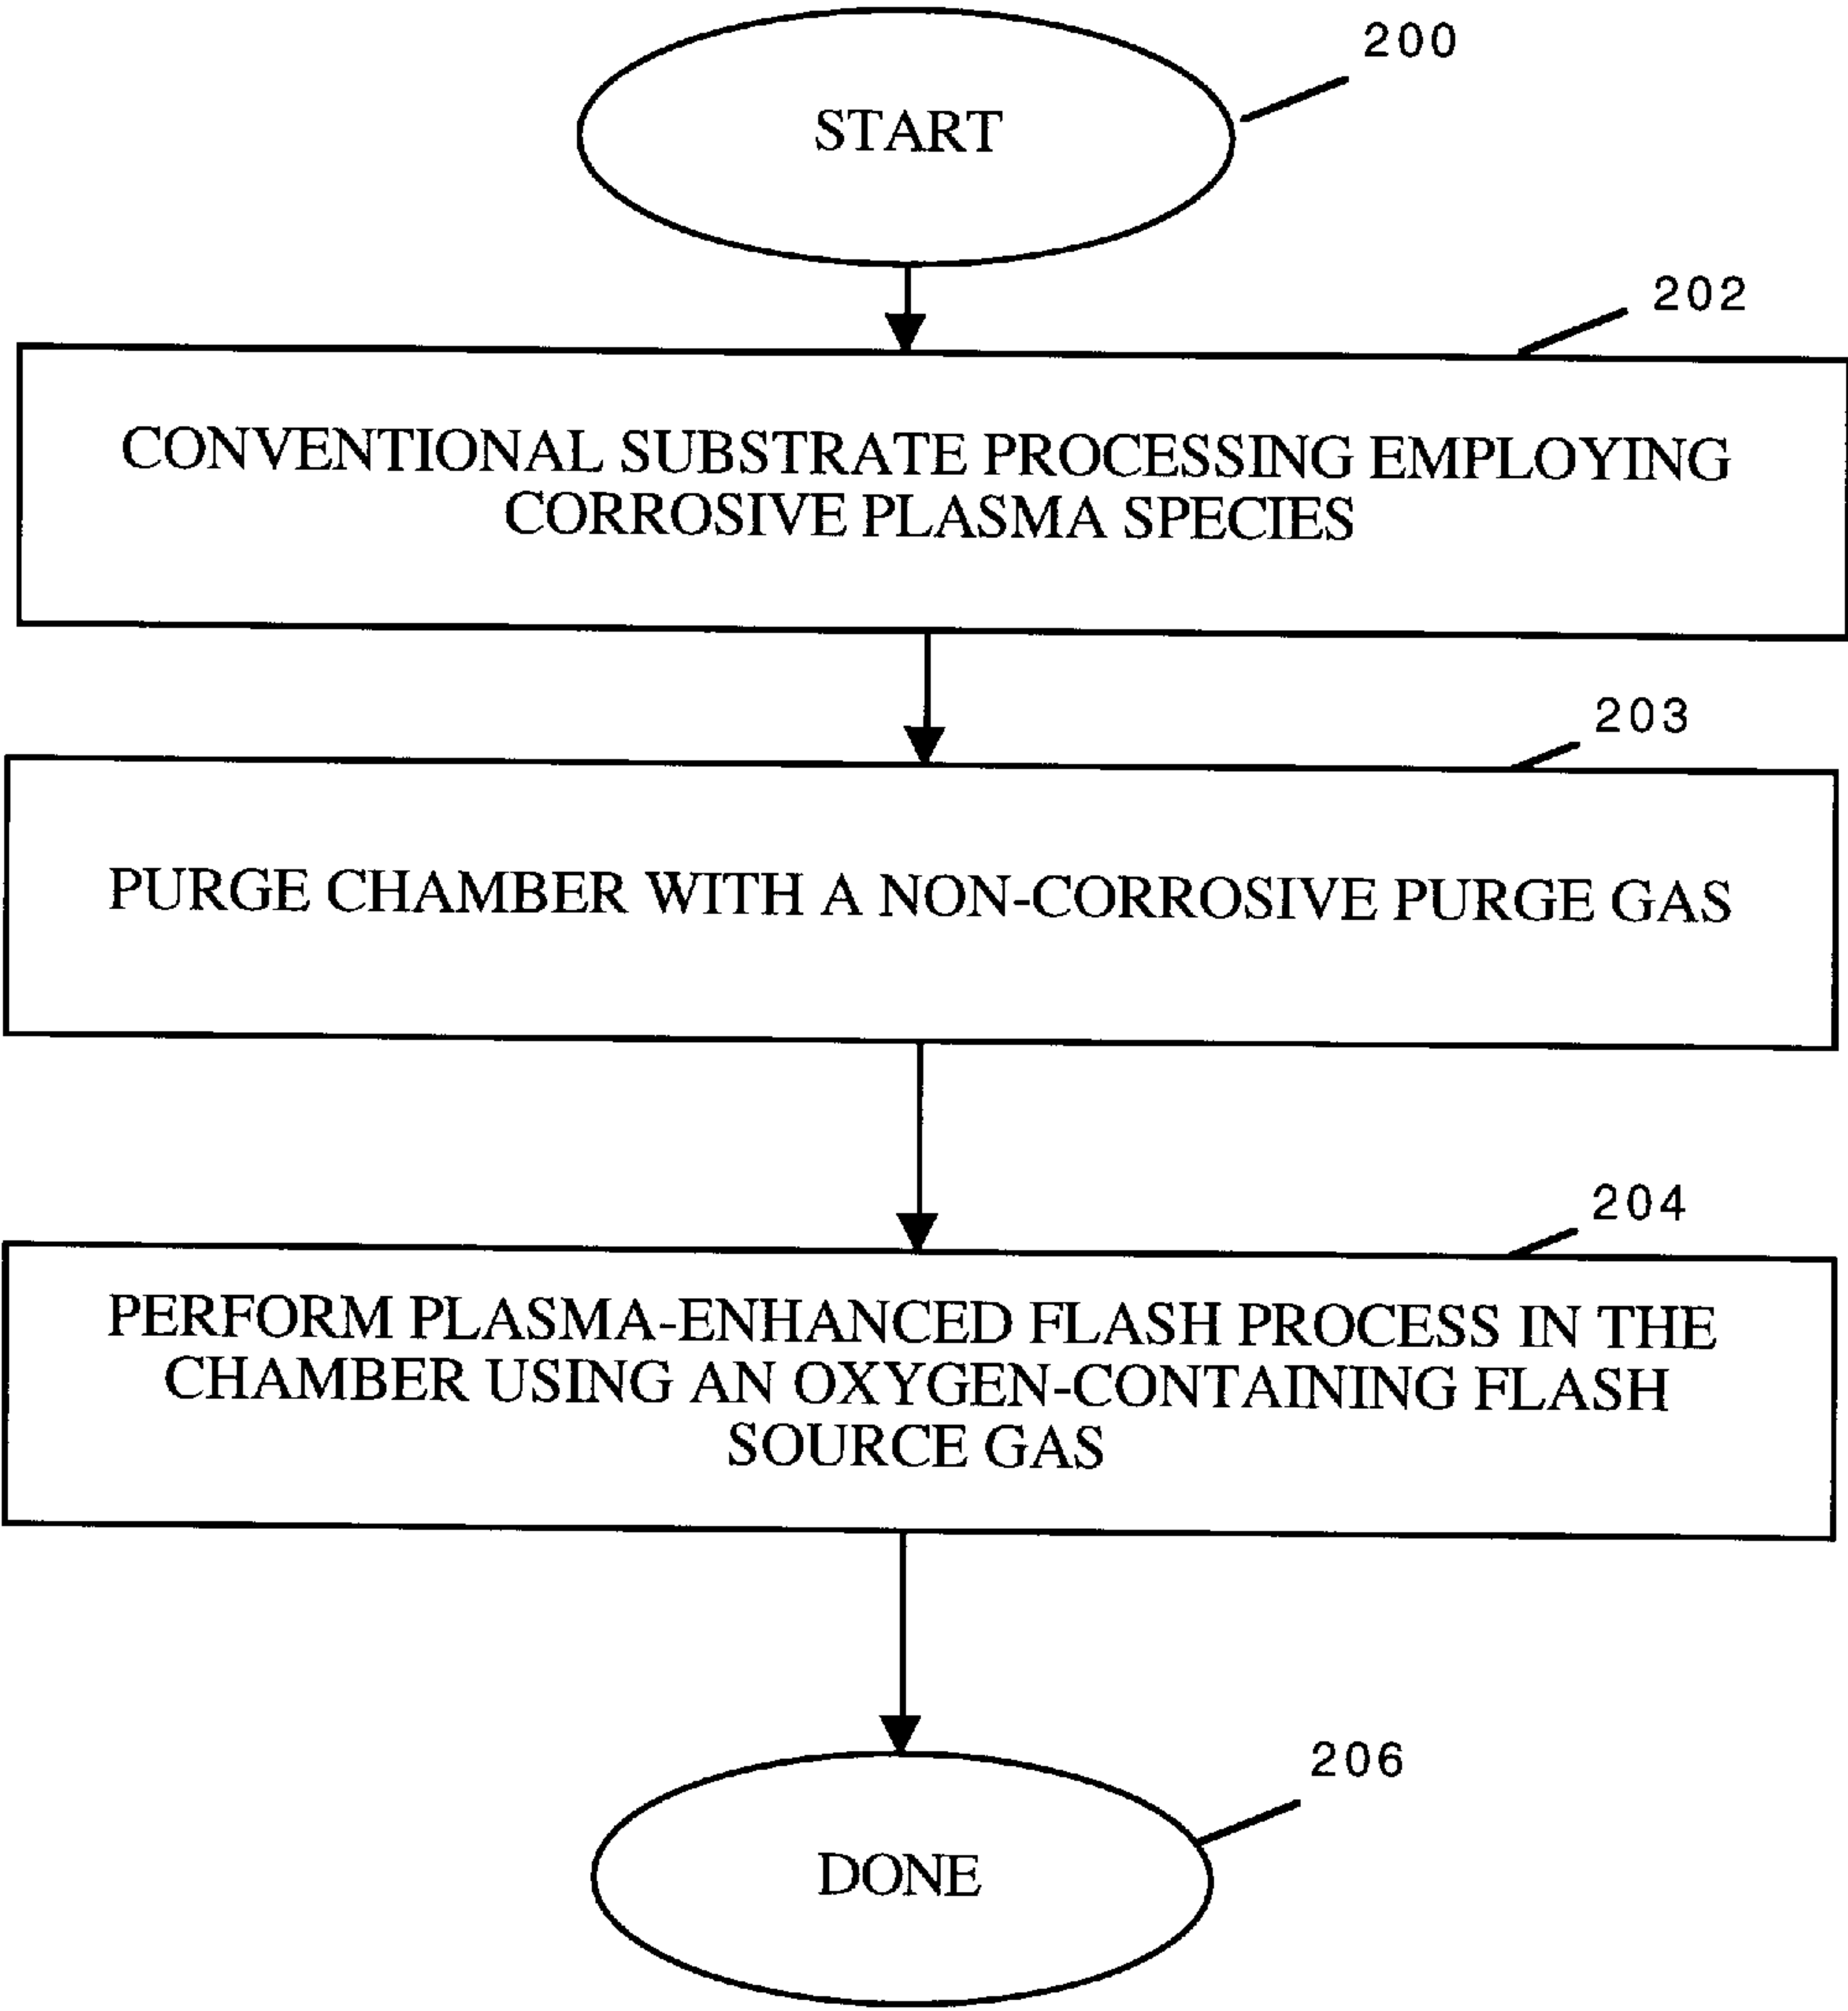 200
START
202
CONVENTIONAL SUBSTRATE PROCESSING EMPLOYING
CORROSIVE PLASMA SPECIES
203
PURGE CHAMBER WITH A NON-CORROSIVE PURGE GAS
204
PERFORM PLASMA-ENHANCED FLASH PROCESS IN THE
CHAMBER USING AN OXYGEN-CONTAINING FLASH
SOURCE GAS
206
DONE